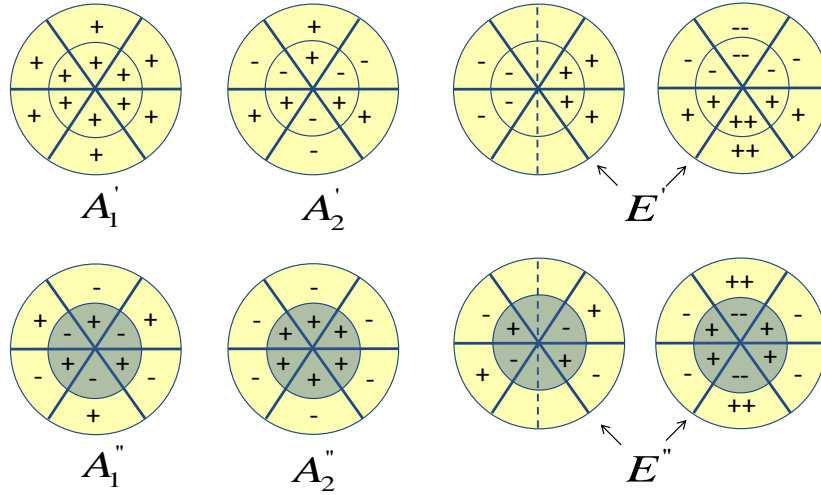 +
+ + + +
+ +
+ + +
+ +
+
A₁'
+
- + -
- -
+ + + +
-
-
A₂'
- + +
-
- - + +
--
--
- - - -
+ + + +
++
++
E'
-
+ + +
- -
+ +
- - -
+
A₁"
-
- -
+ + +
+ + +
- -
-
A₂"
- +
+ -
- +
+ -
++
- -- -
+ +
+ +
- -- -
++
E"